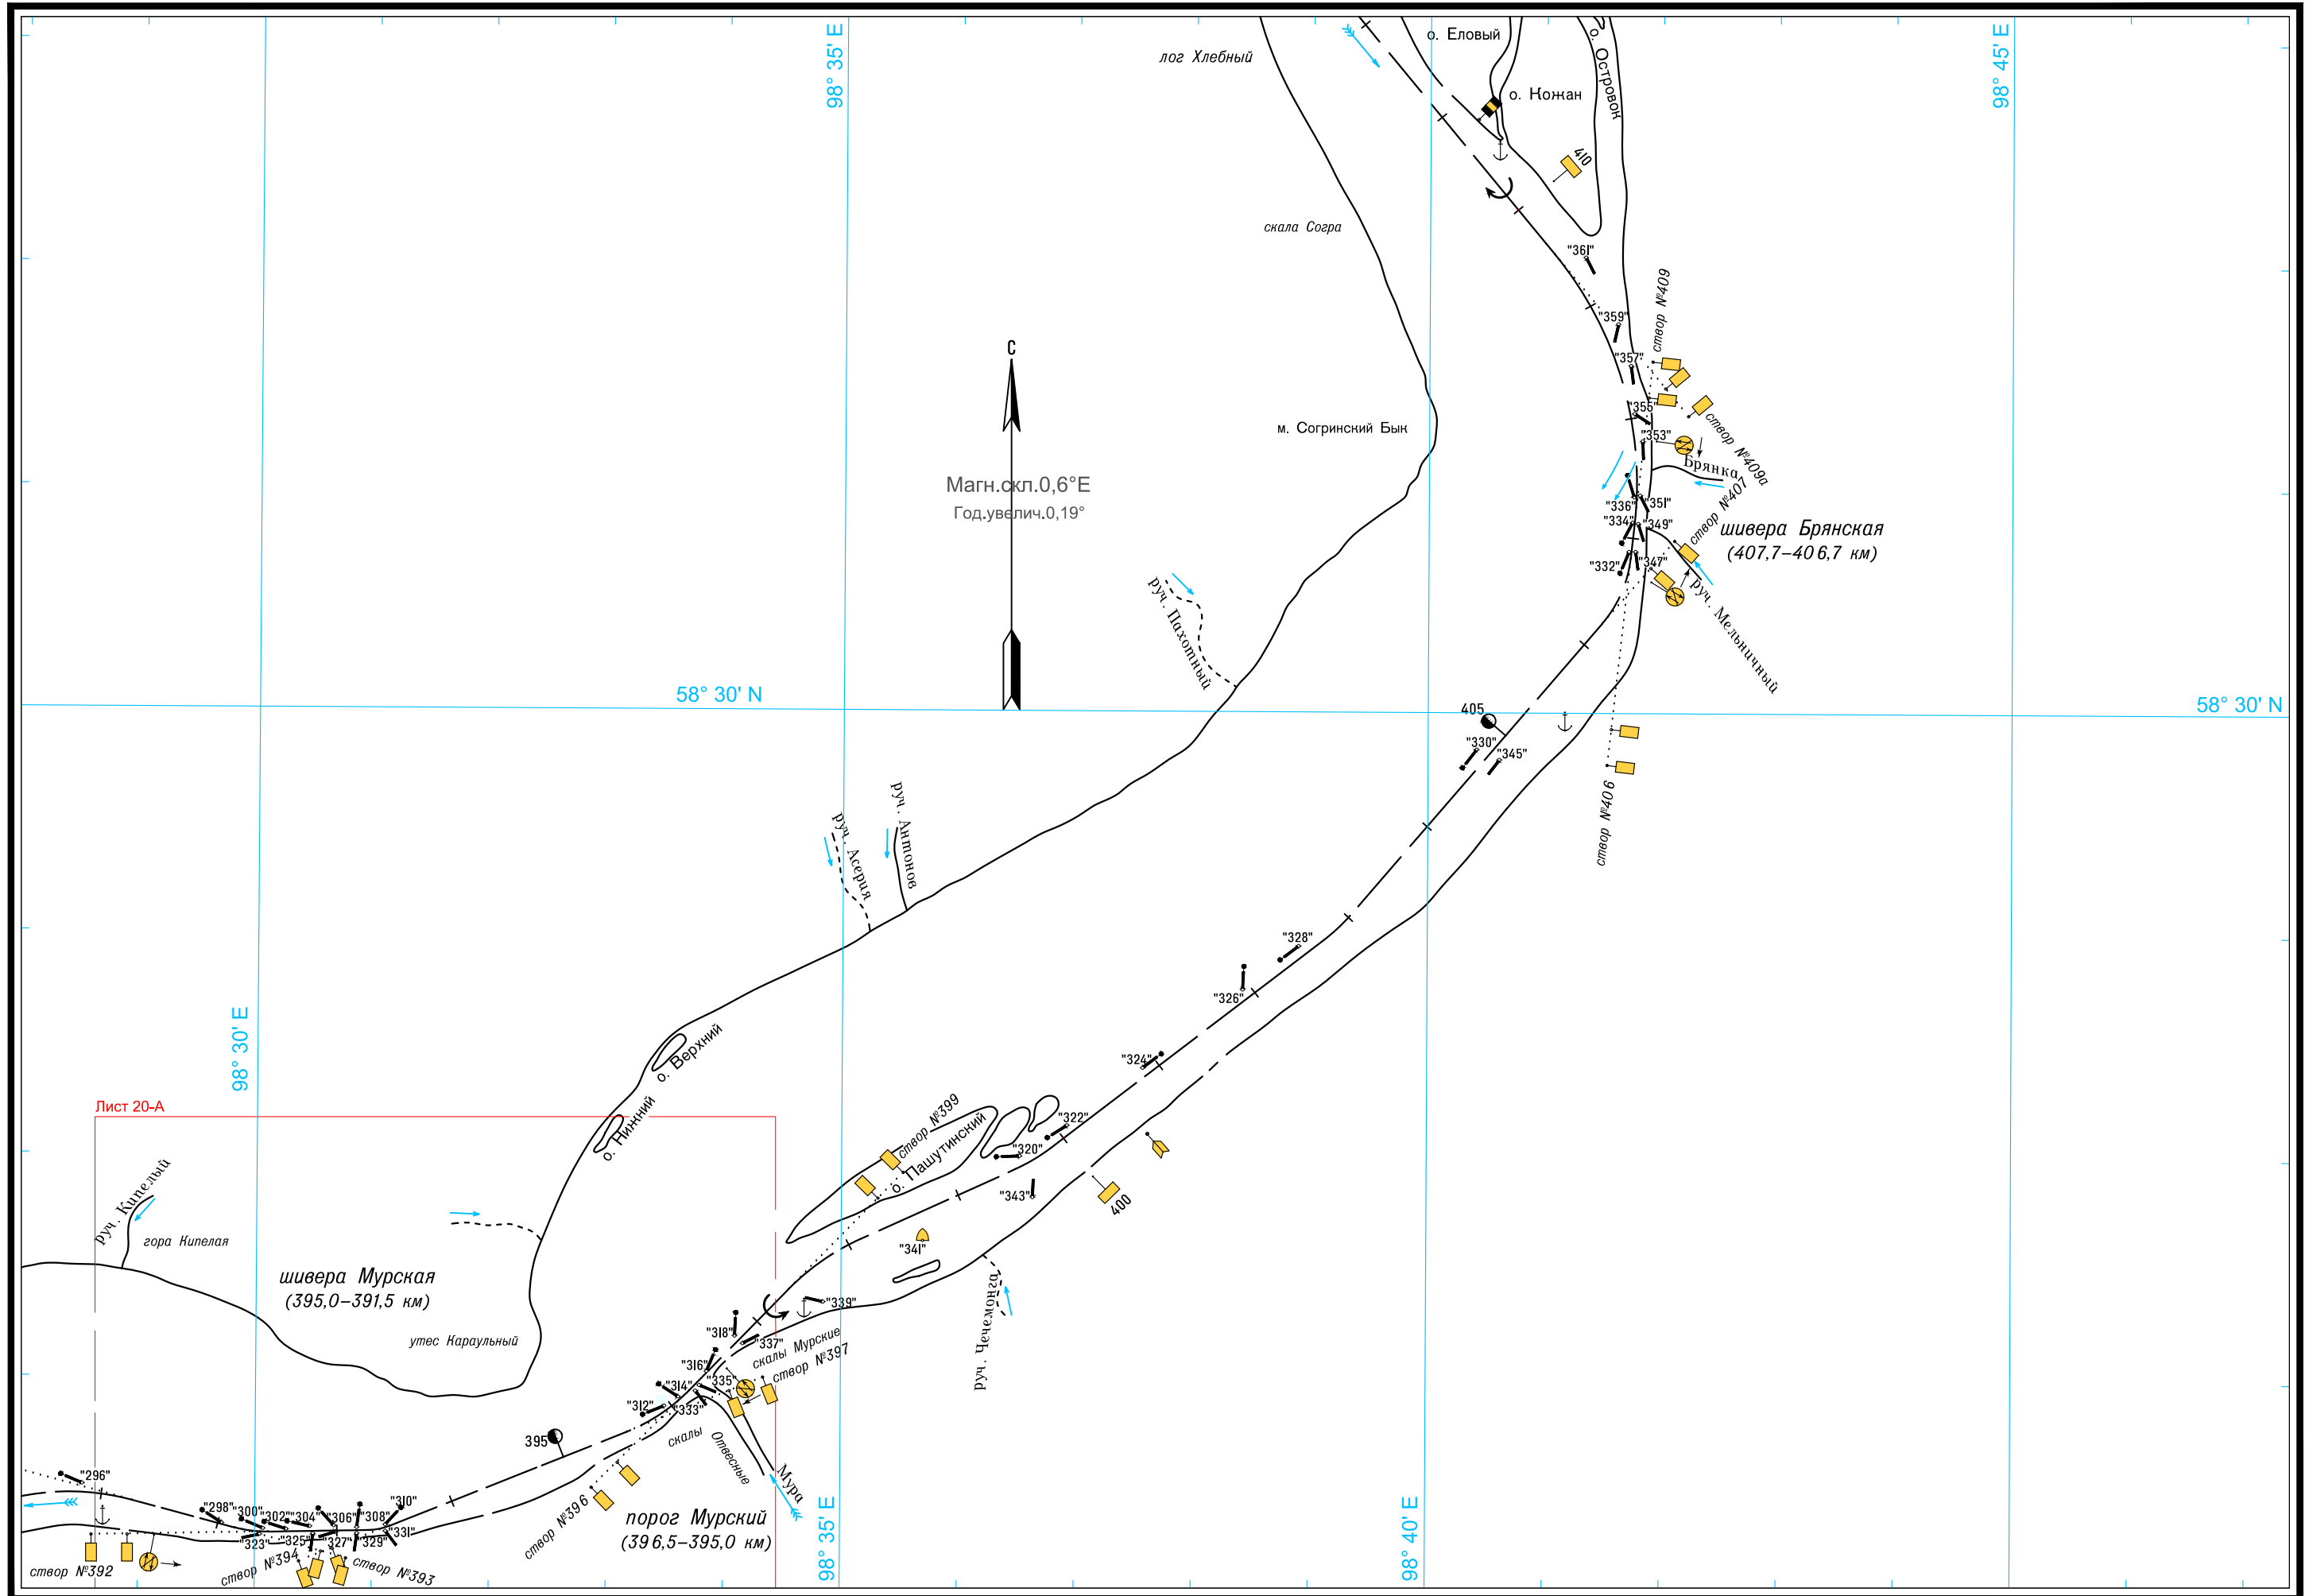 98° 35' E
98° 45' E
лог Хлебный
о. Еловый
о. Островок
о. Кожан
410
скала Согра
"361"
створ №409
"359"
"357"
С
"355"
м. Согринский Бык
"353"
створ №409а
Брянка
Магн.скл.0,6°E
Год.увелич.0,19°
створ №407
"336"
"351"
"334"
"349"
шивера Брянская
(407,7–406,7 км)
"332"
"347"
руч. Пахотный
руч. Мельничный
58° 30' N
58° 30' N
405
"330"
"345"
створ №406
руч. Асерия
руч. Антонов
"328"
"326"
98° 30' E
о. Верхний
"324"
Лист 20-А
о. Нижний
створ №399
о. Пашутинский
"322"
"320"
"343"
400
руч. Кипелый
гора Кипелая
"341"
шивера Мурская
(395,0–391,5 км)
руч. Чечемонга
"339"
утес Караульный
"318"
"337"
скалы Мурские
"316"
створ №397
"314"
"335"
"312"
"333"
скалы
Отвесные
395
Мура
"296"
створ №396
порог Мурский
(396,5–395,0 км)
"298"
"300"
"302"
"304"
"306"
"308"
"310"
"323"
"325"
"327"
"329"
"331"
створ №392
створ №394
створ №393
98° 35' E
98° 40' E